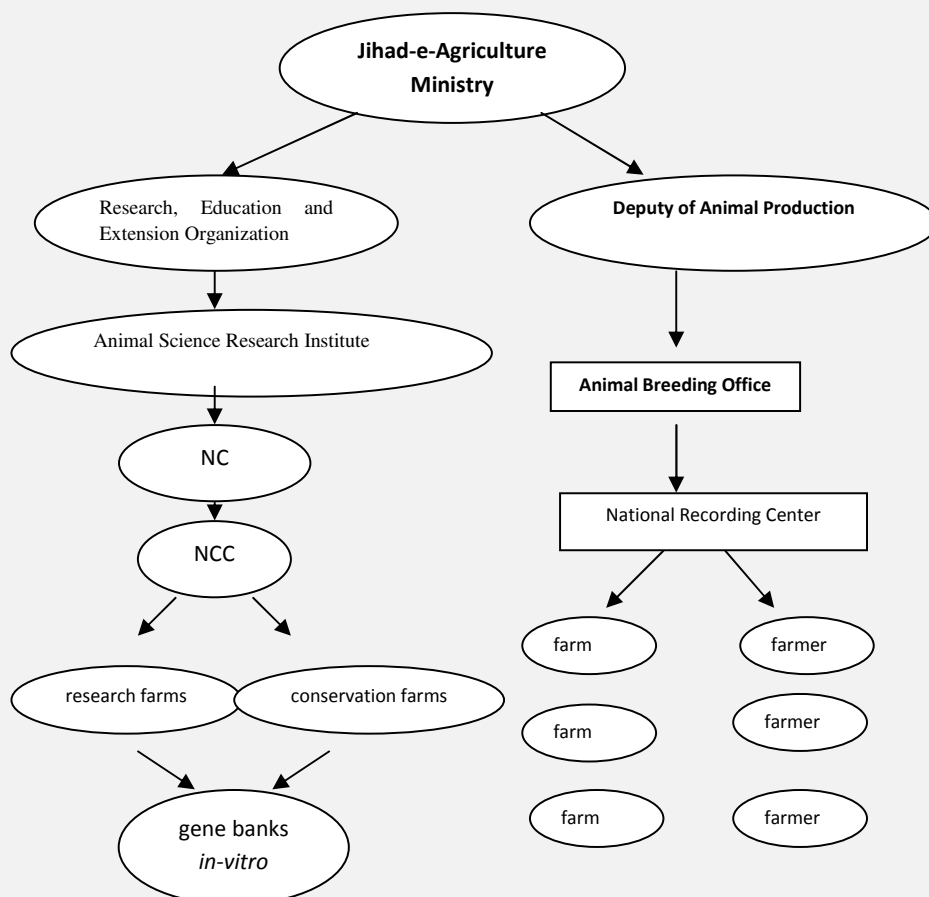 Jihad-e-Agriculture
Ministry
Research, Education and
Extension Organization
Deputy of Animal Production
Animal Science Research Institute
Animal Breeding Office
NC
National Recording Center
NCC
farm
farmer
research farms
conservation farms
farm
farmer
gene banks
in-vitro
farm
farmer